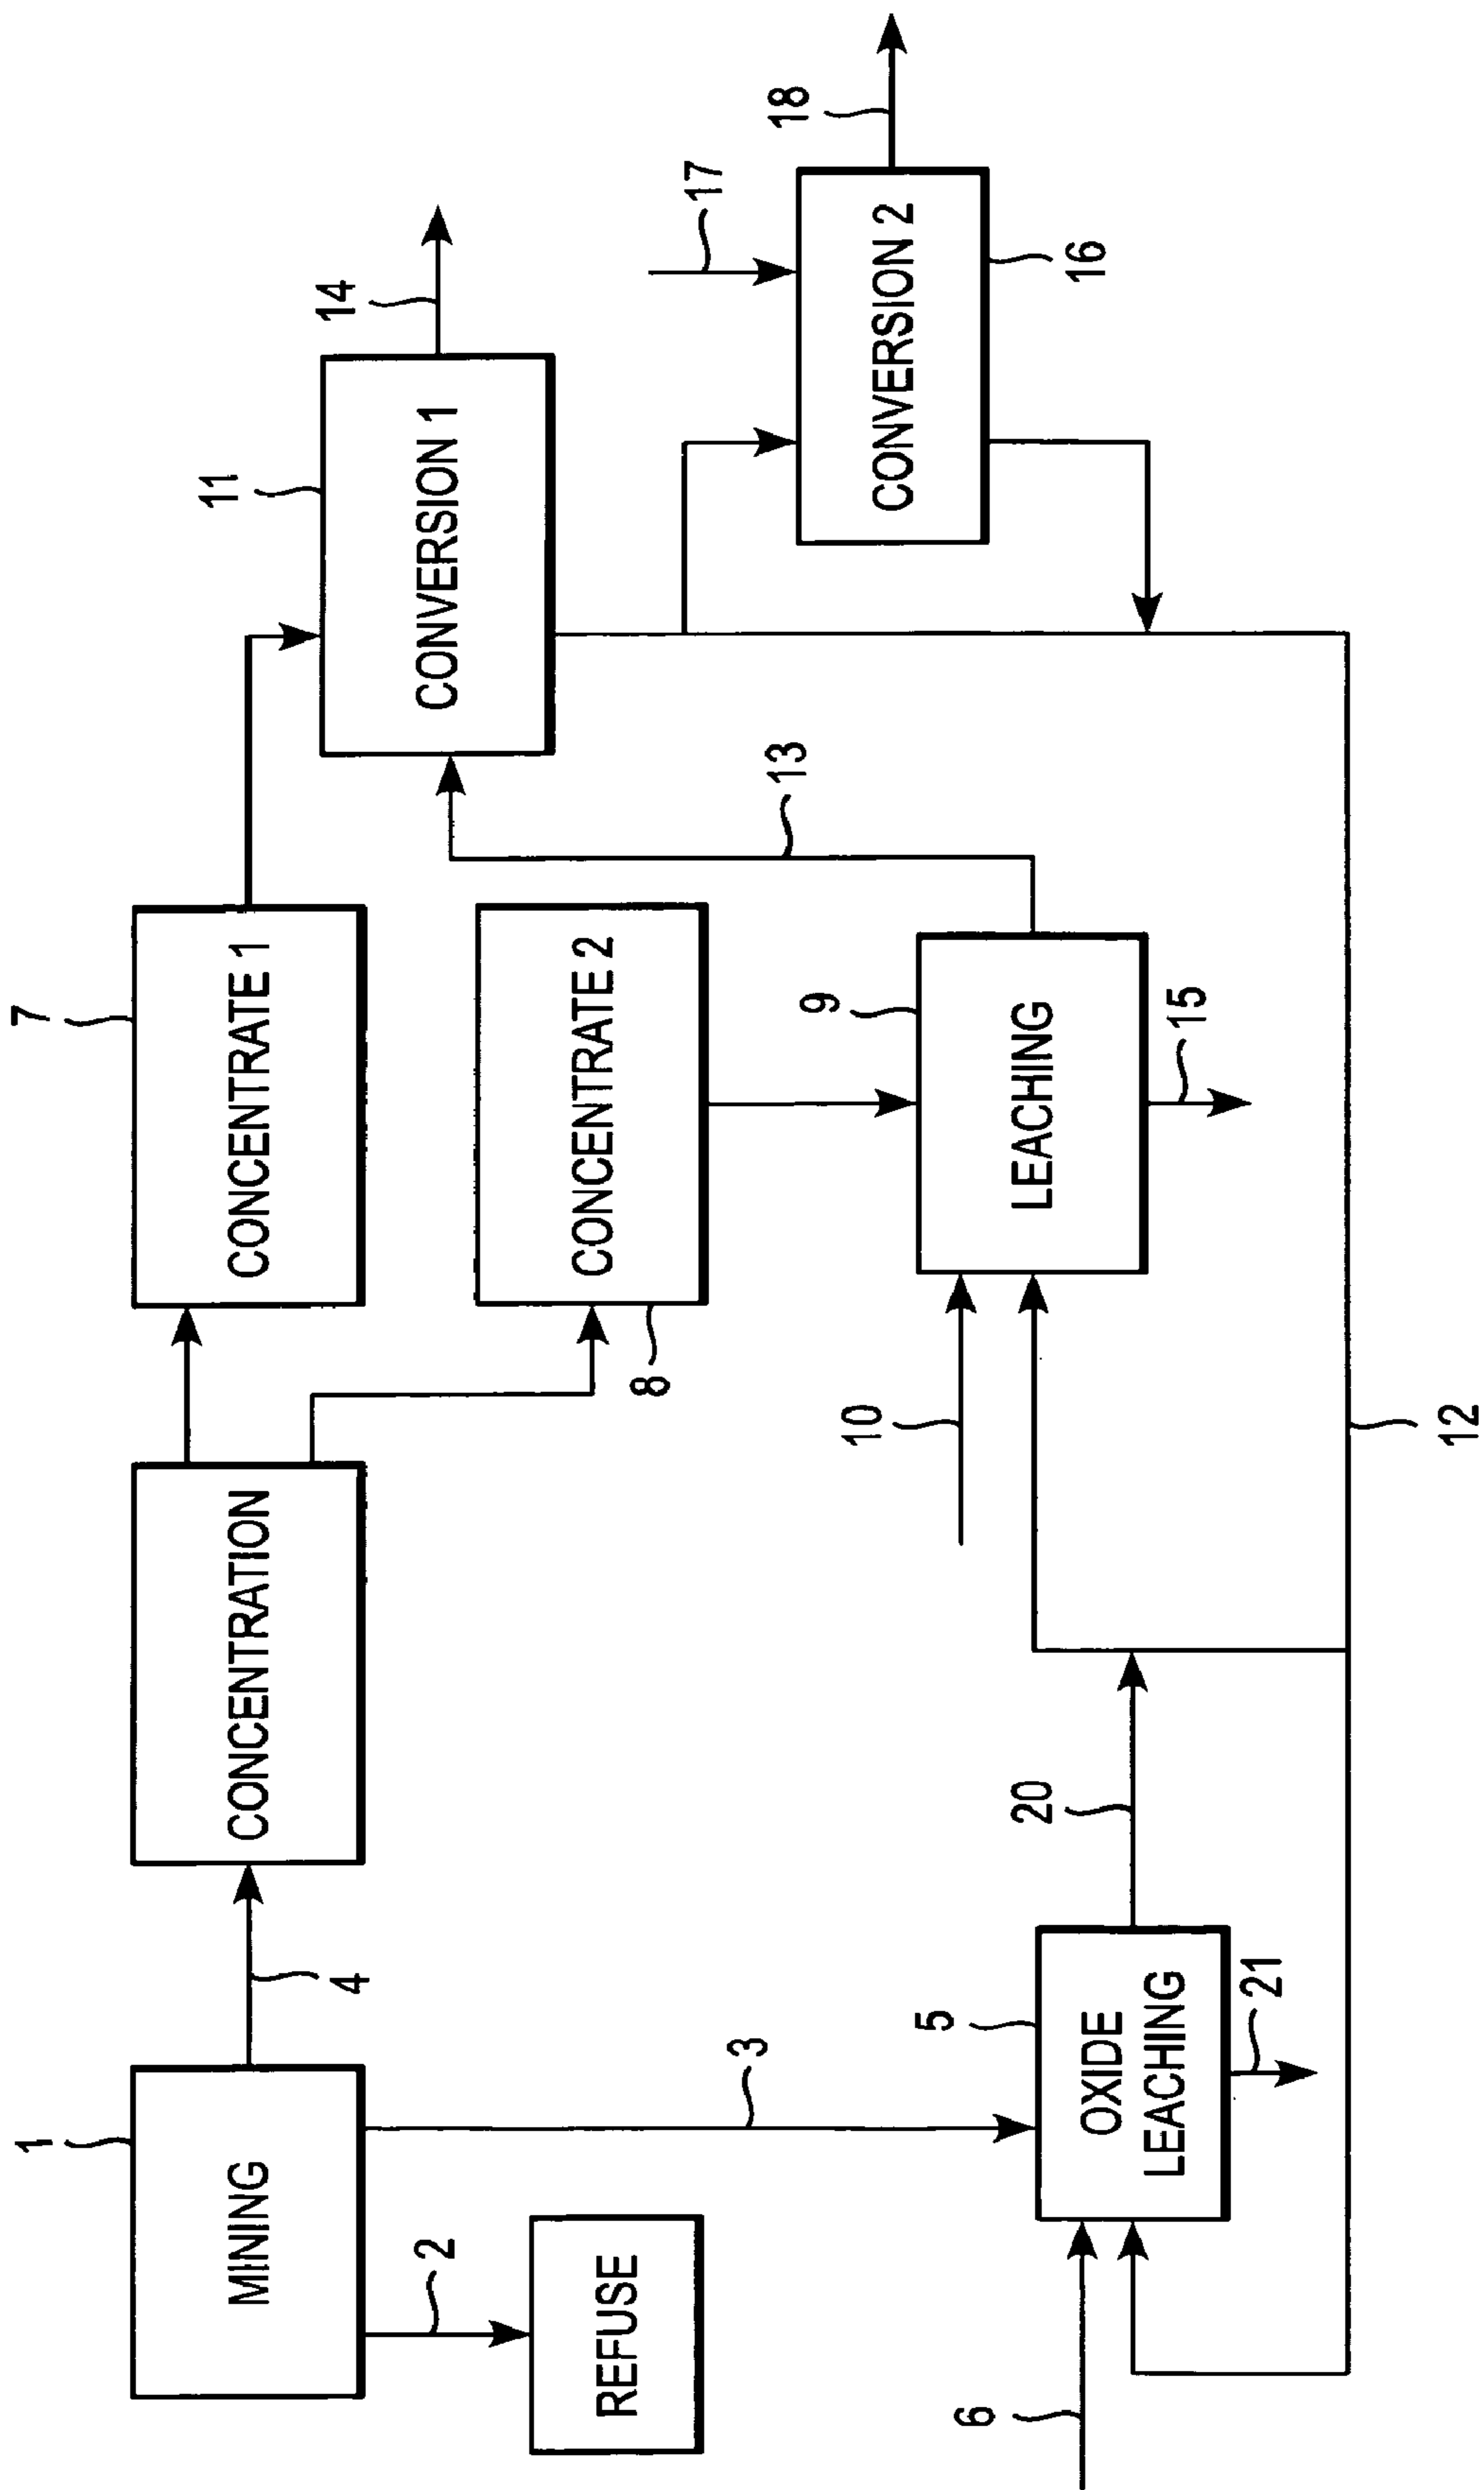 1
MINING
2
REFUSE
3
4
CONCENTRATION
7
CONCENTRATE 1
8
CONCENTRATE 2
11
CONVERSION 1
14
6
5
OXIDE
LEACHING
21
20
10
9
LEACHING
15
13
12
17
CONVERSION 2
16
18